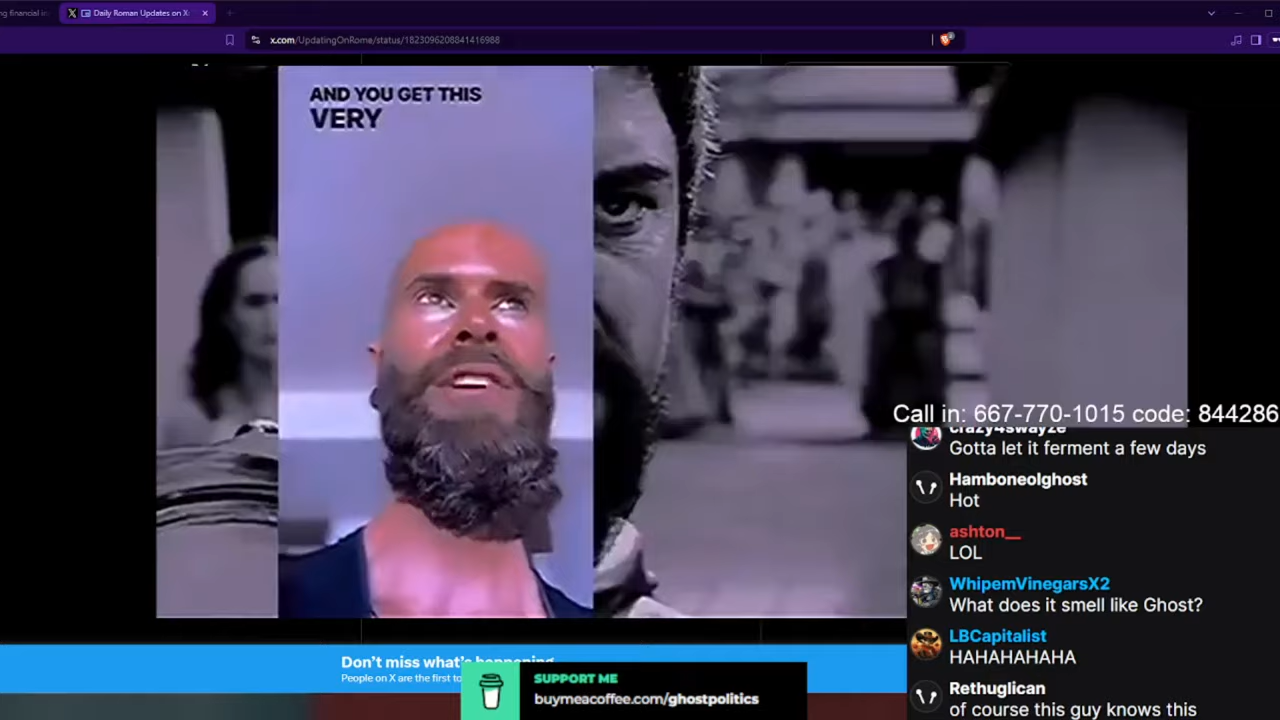 Daily Roman Updates on X
x.com/UpdatingOnRome/status/1823096208841416988
AND YOU GET THIS
VERY
Call in: 667-770-1015 code: 844286
crazy4swayze
Gotta let it ferment a few days
Hamboneolghost
Hot
ashton__
LOL
WhipemVinegarsX2
What does it smell like Ghost?
LBCapitalist
HAHAHAHAHA
Rethuglican
of course this guy knows this
Don't miss what's happening
People on X are the first to
SUPPORT ME
buymeacoffee.com/ghostpolitics